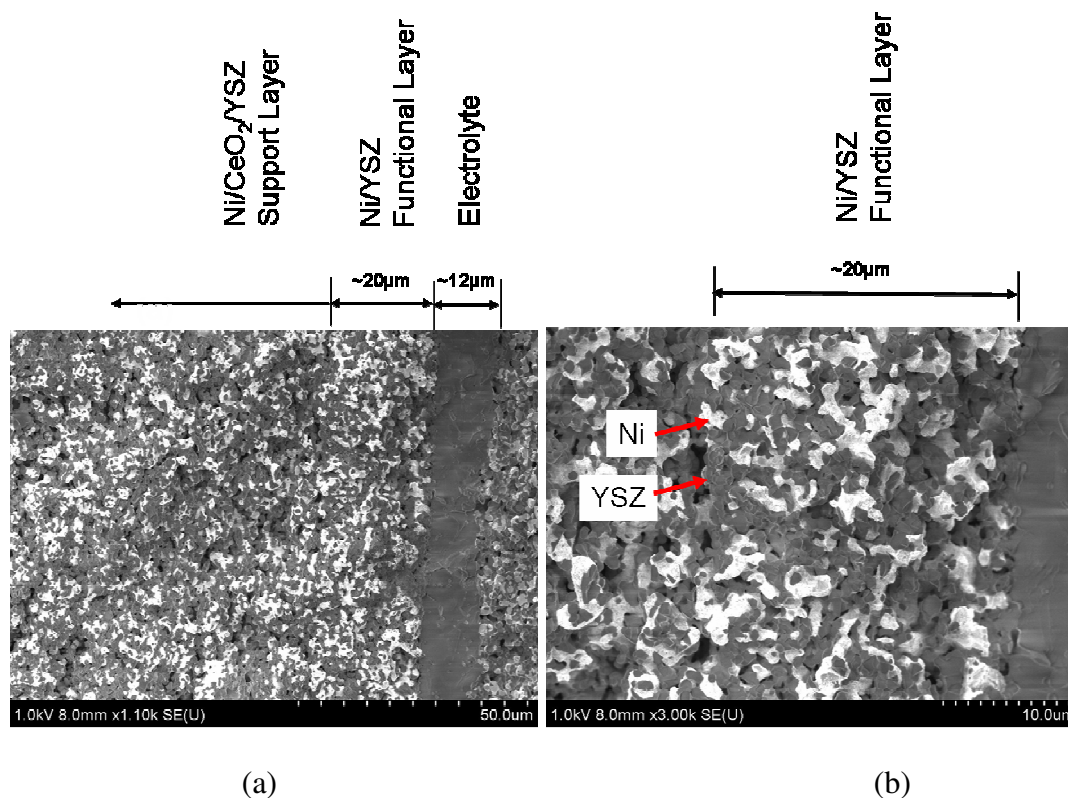 Ni/CeO₂/YSZ
Support Layer
Ni/YSZ
Functional Layer
Electrolyte
~20μm
~12μm
Ni/YSZ
Functional Layer
~20μm
Ni
YSZ
1.0kV 8.0mm x1.10k SE(U)
50.0um
1.0kV 8.0mm x3.00k SE(U)
10.0u
(a)
(b)